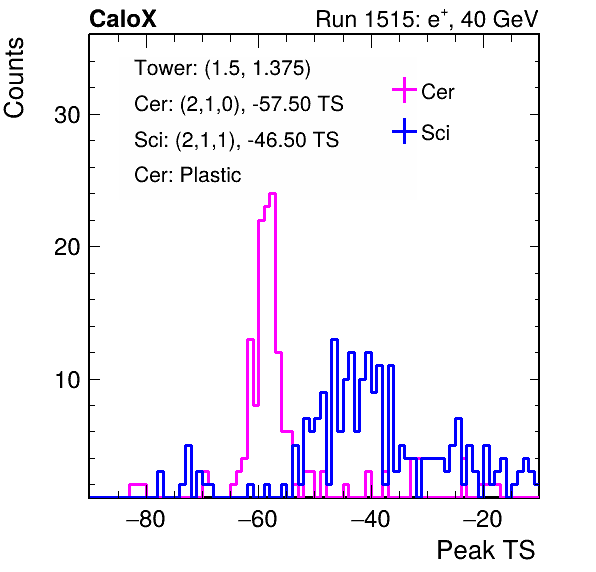 CaloX Run 1515: e⁺, 40 GeV
Counts
Tower: (1.5, 1.375)
Cer: (2,1,0), -57.50 TS
Sci: (2,1,1), -46.50 TS
Cer: Plastic
Cer
Sci
30
20
10
−80 −60 −40 −20
Peak TS